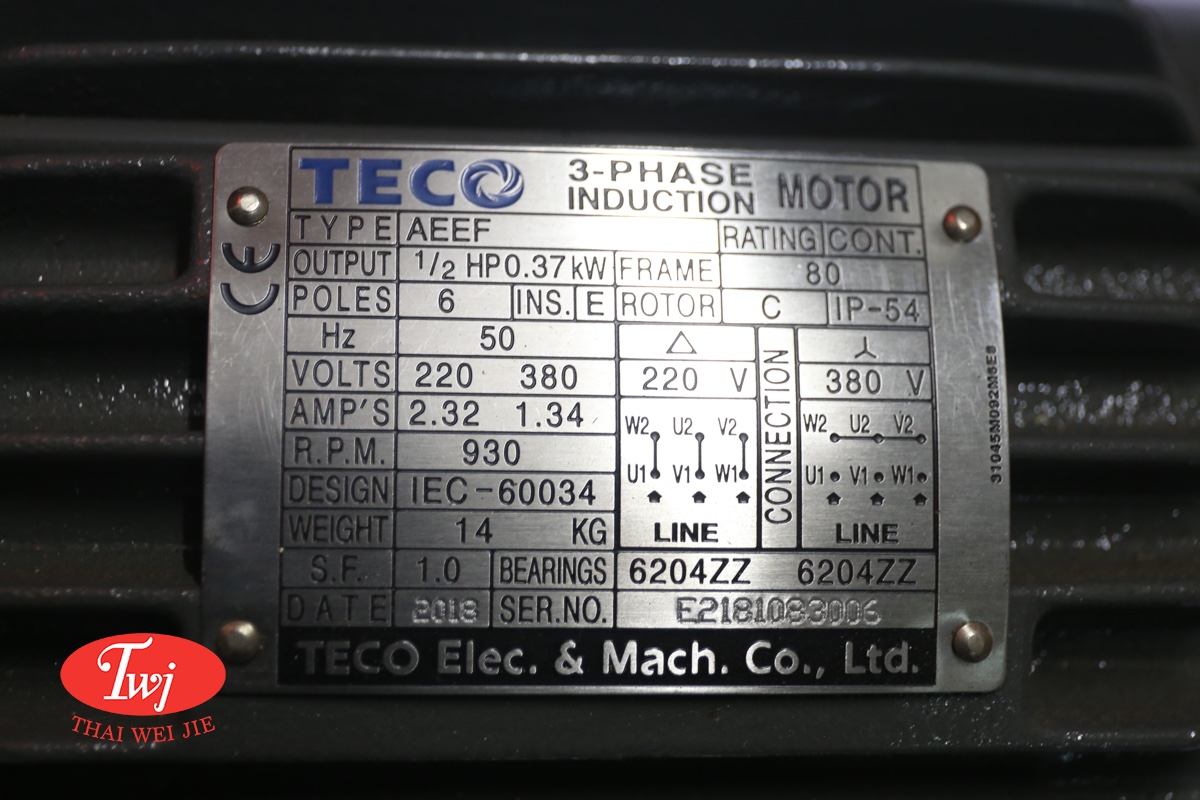 TECO 3-PHASE INDUCTION MOTOR
CE
TYPE AEEF RATING CONT.
OUTPUT 1/2 HP 0.37 kW FRAME 80
POLES 6 INS. E ROTOR C IP-54
Hz 50 △ CONNECTION 人
VOLTS 220 380 220 V 380 V
AMP'S 2.32 1.34
R.P.M. 930
W2 U2 V2 W2 U2 V2
U1 V1 W1 U1 V1 W1
DESIGN IEC-60034
WEIGHT 14 KG LINE LINE
S.F. 1.0 BEARINGS 6204ZZ 6204ZZ
DATE 2018 SER.NO. E2181083006
TECO Elec. & Mach. Co., Ltd.
Twj
THAI WEI JIE